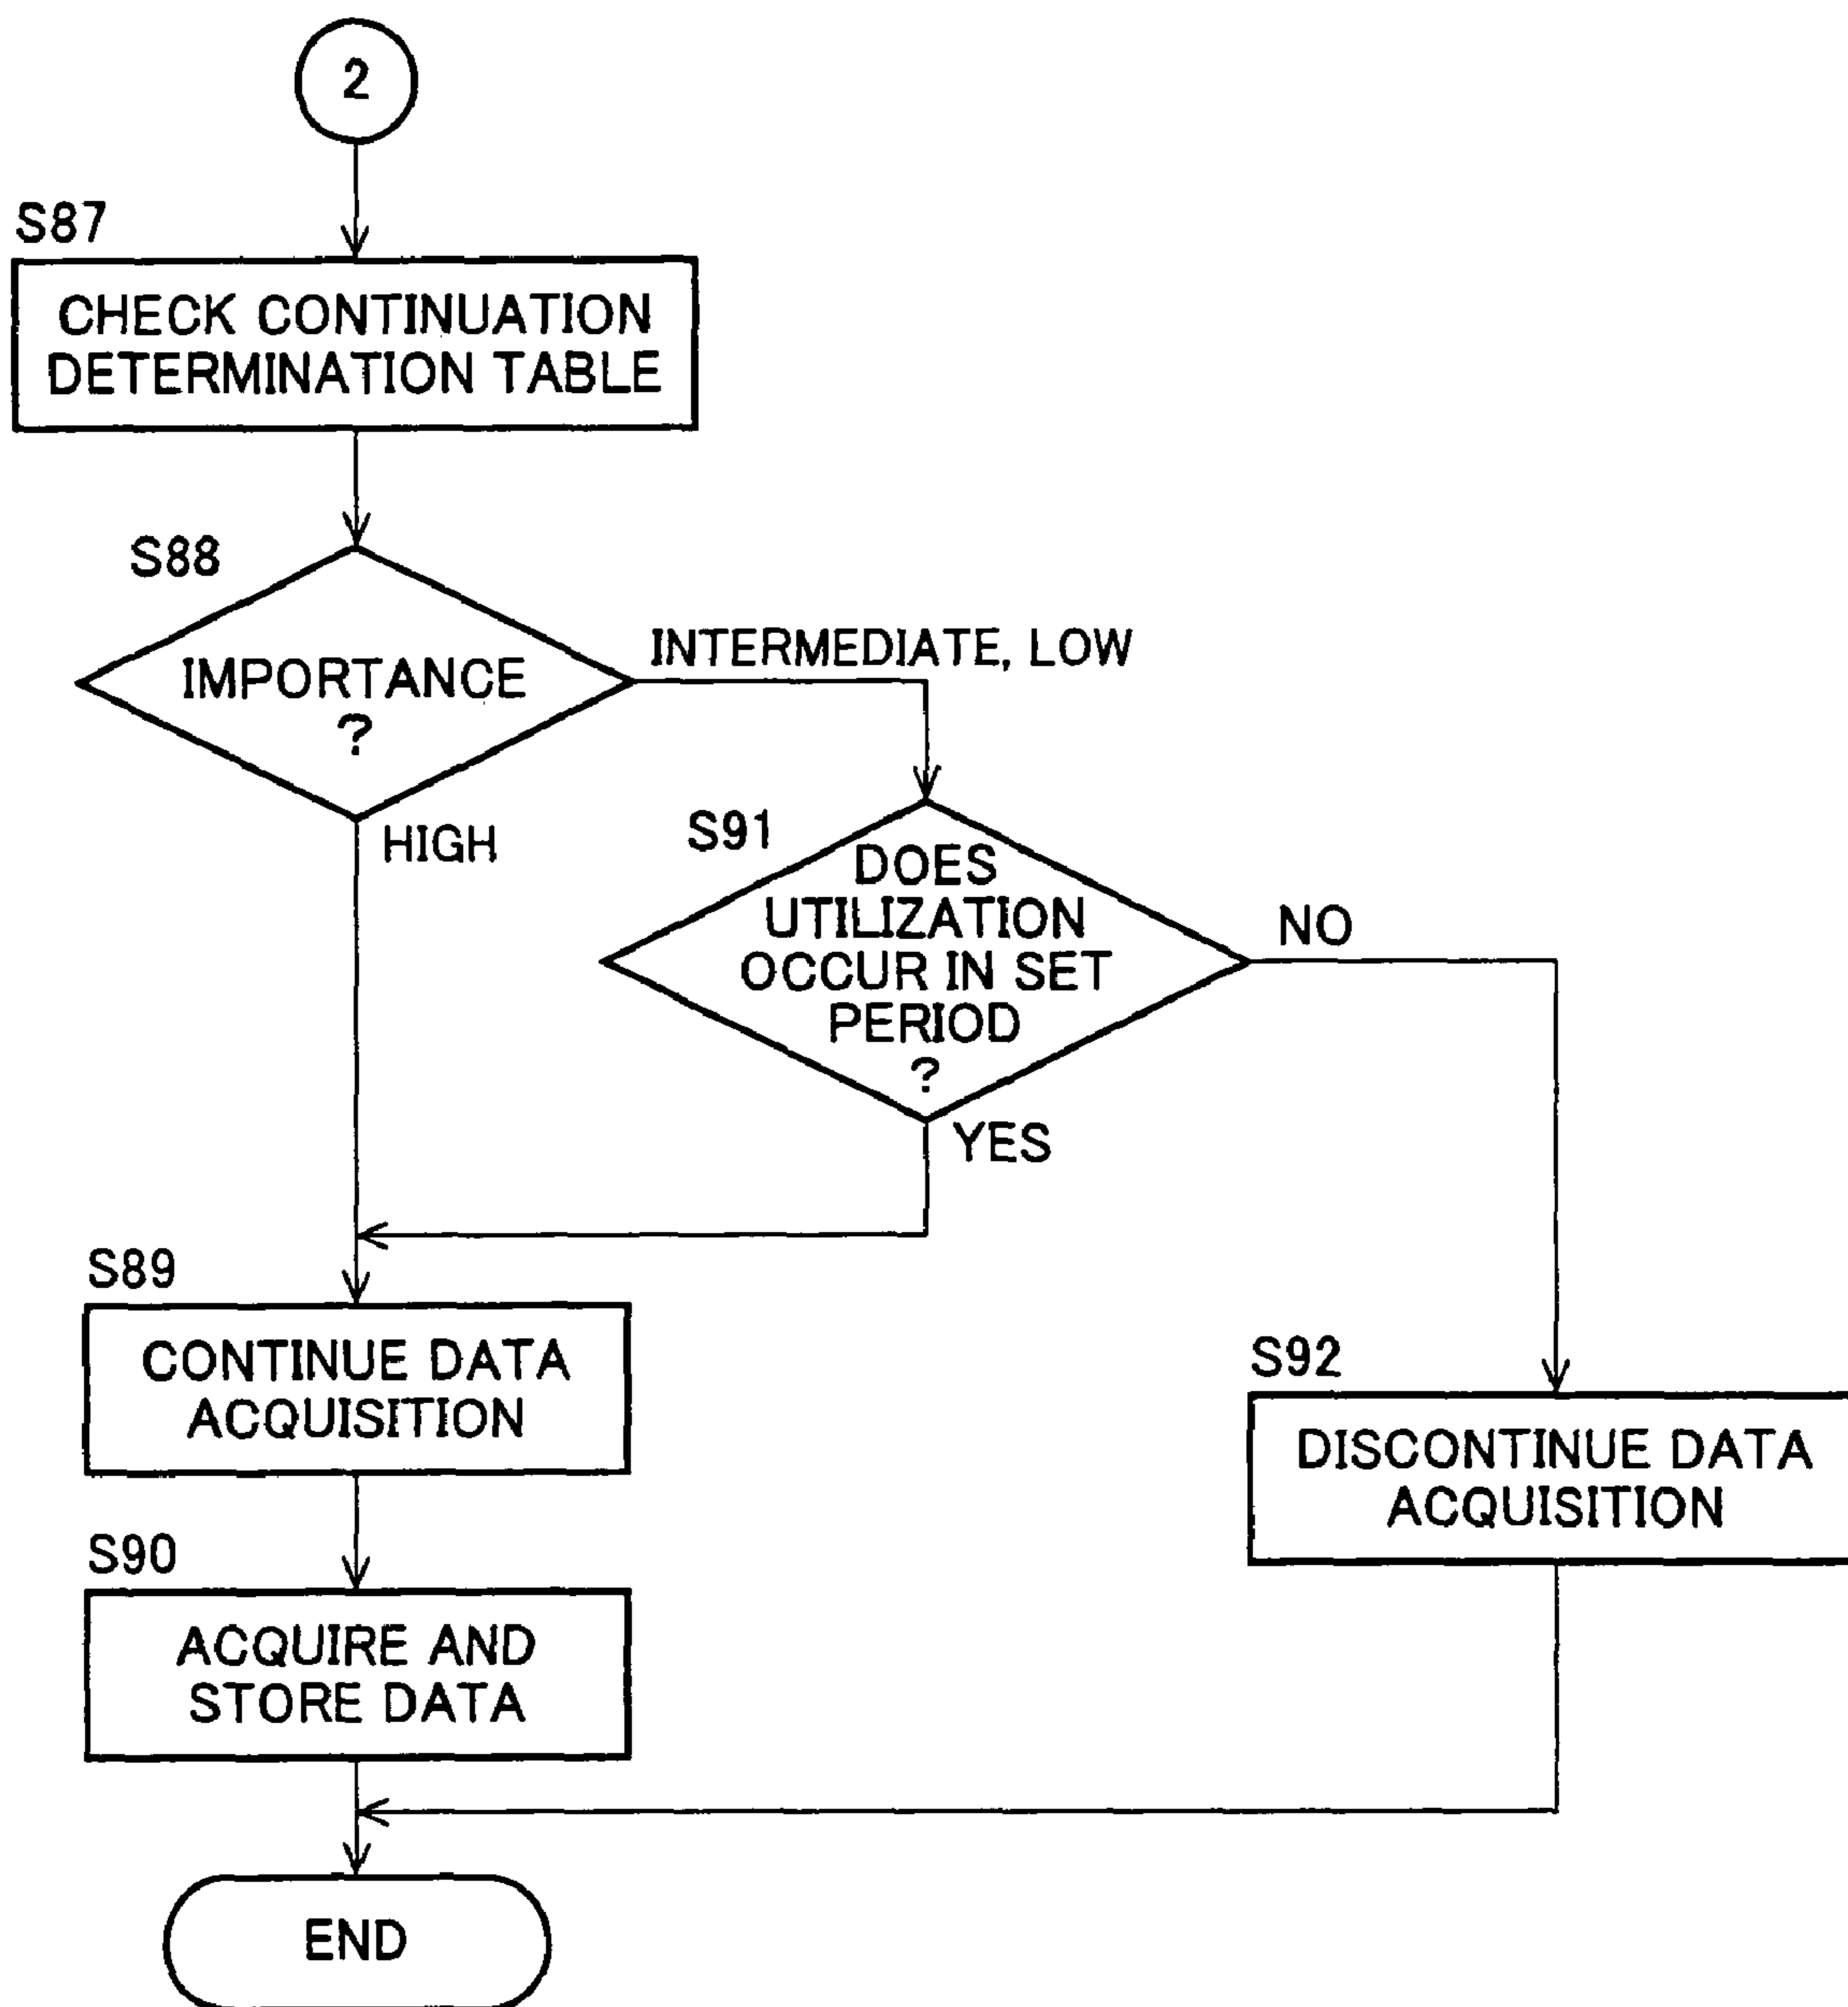 2
S87
CHECK CONTINUATION
DETERMINATION TABLE
S88
IMPORTANCE
?
INTERMEDIATE, LOW
HIGH
S91
DOES
UTILIZATION
OCCUR IN SET
PERIOD
?
NO
YES
S89
CONTINUE DATA
ACQUISITION
S92
DISCONTINUE DATA
ACQUISITION
S90
ACQUIRE AND
STORE DATA
END